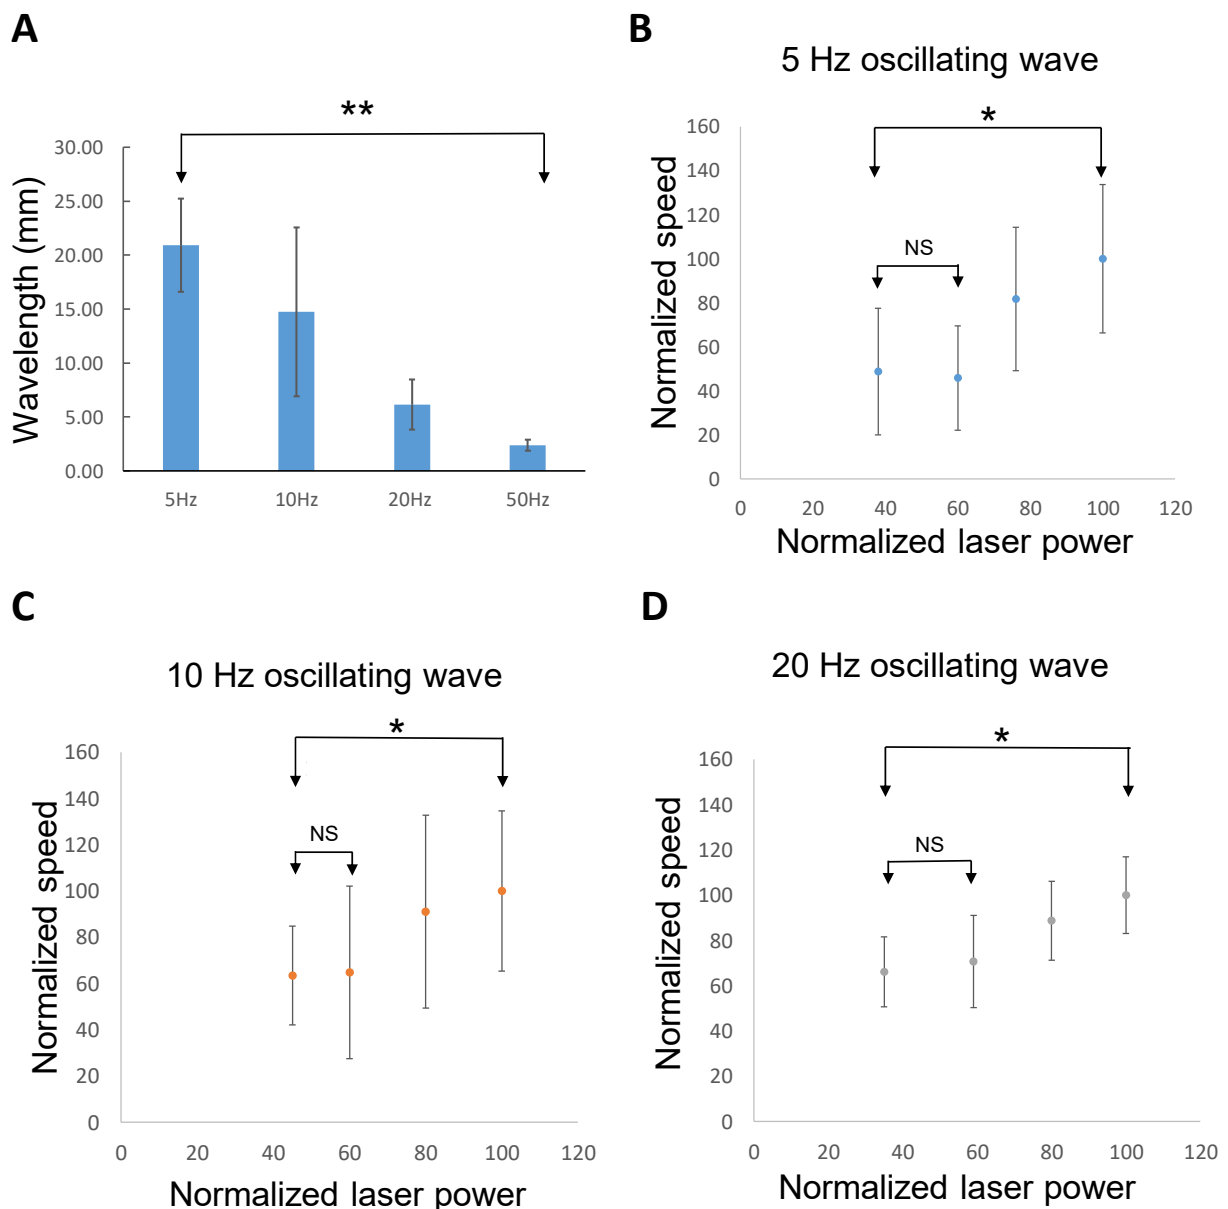 A
**
Wavelength (mm)
30.00
25.00
20.00
15.00
10.00
5.00
0.00
5Hz 10Hz 20Hz 50Hz
B
5 Hz oscillating wave
*
NS
Normalized speed
160
140
120
100
80
60
40
20
0
0 20 40 60 80 100 120
Normalized laser power
C
10 Hz oscillating wave
*
NS
Normalized speed
160
140
120
100
80
60
40
20
0
0 20 40 60 80 100 120
Normalized laser power
D
20 Hz oscillating wave
*
NS
Normalized speed
160
140
120
100
80
60
40
20
0
0 20 40 60 80 100 120
Normalized laser power